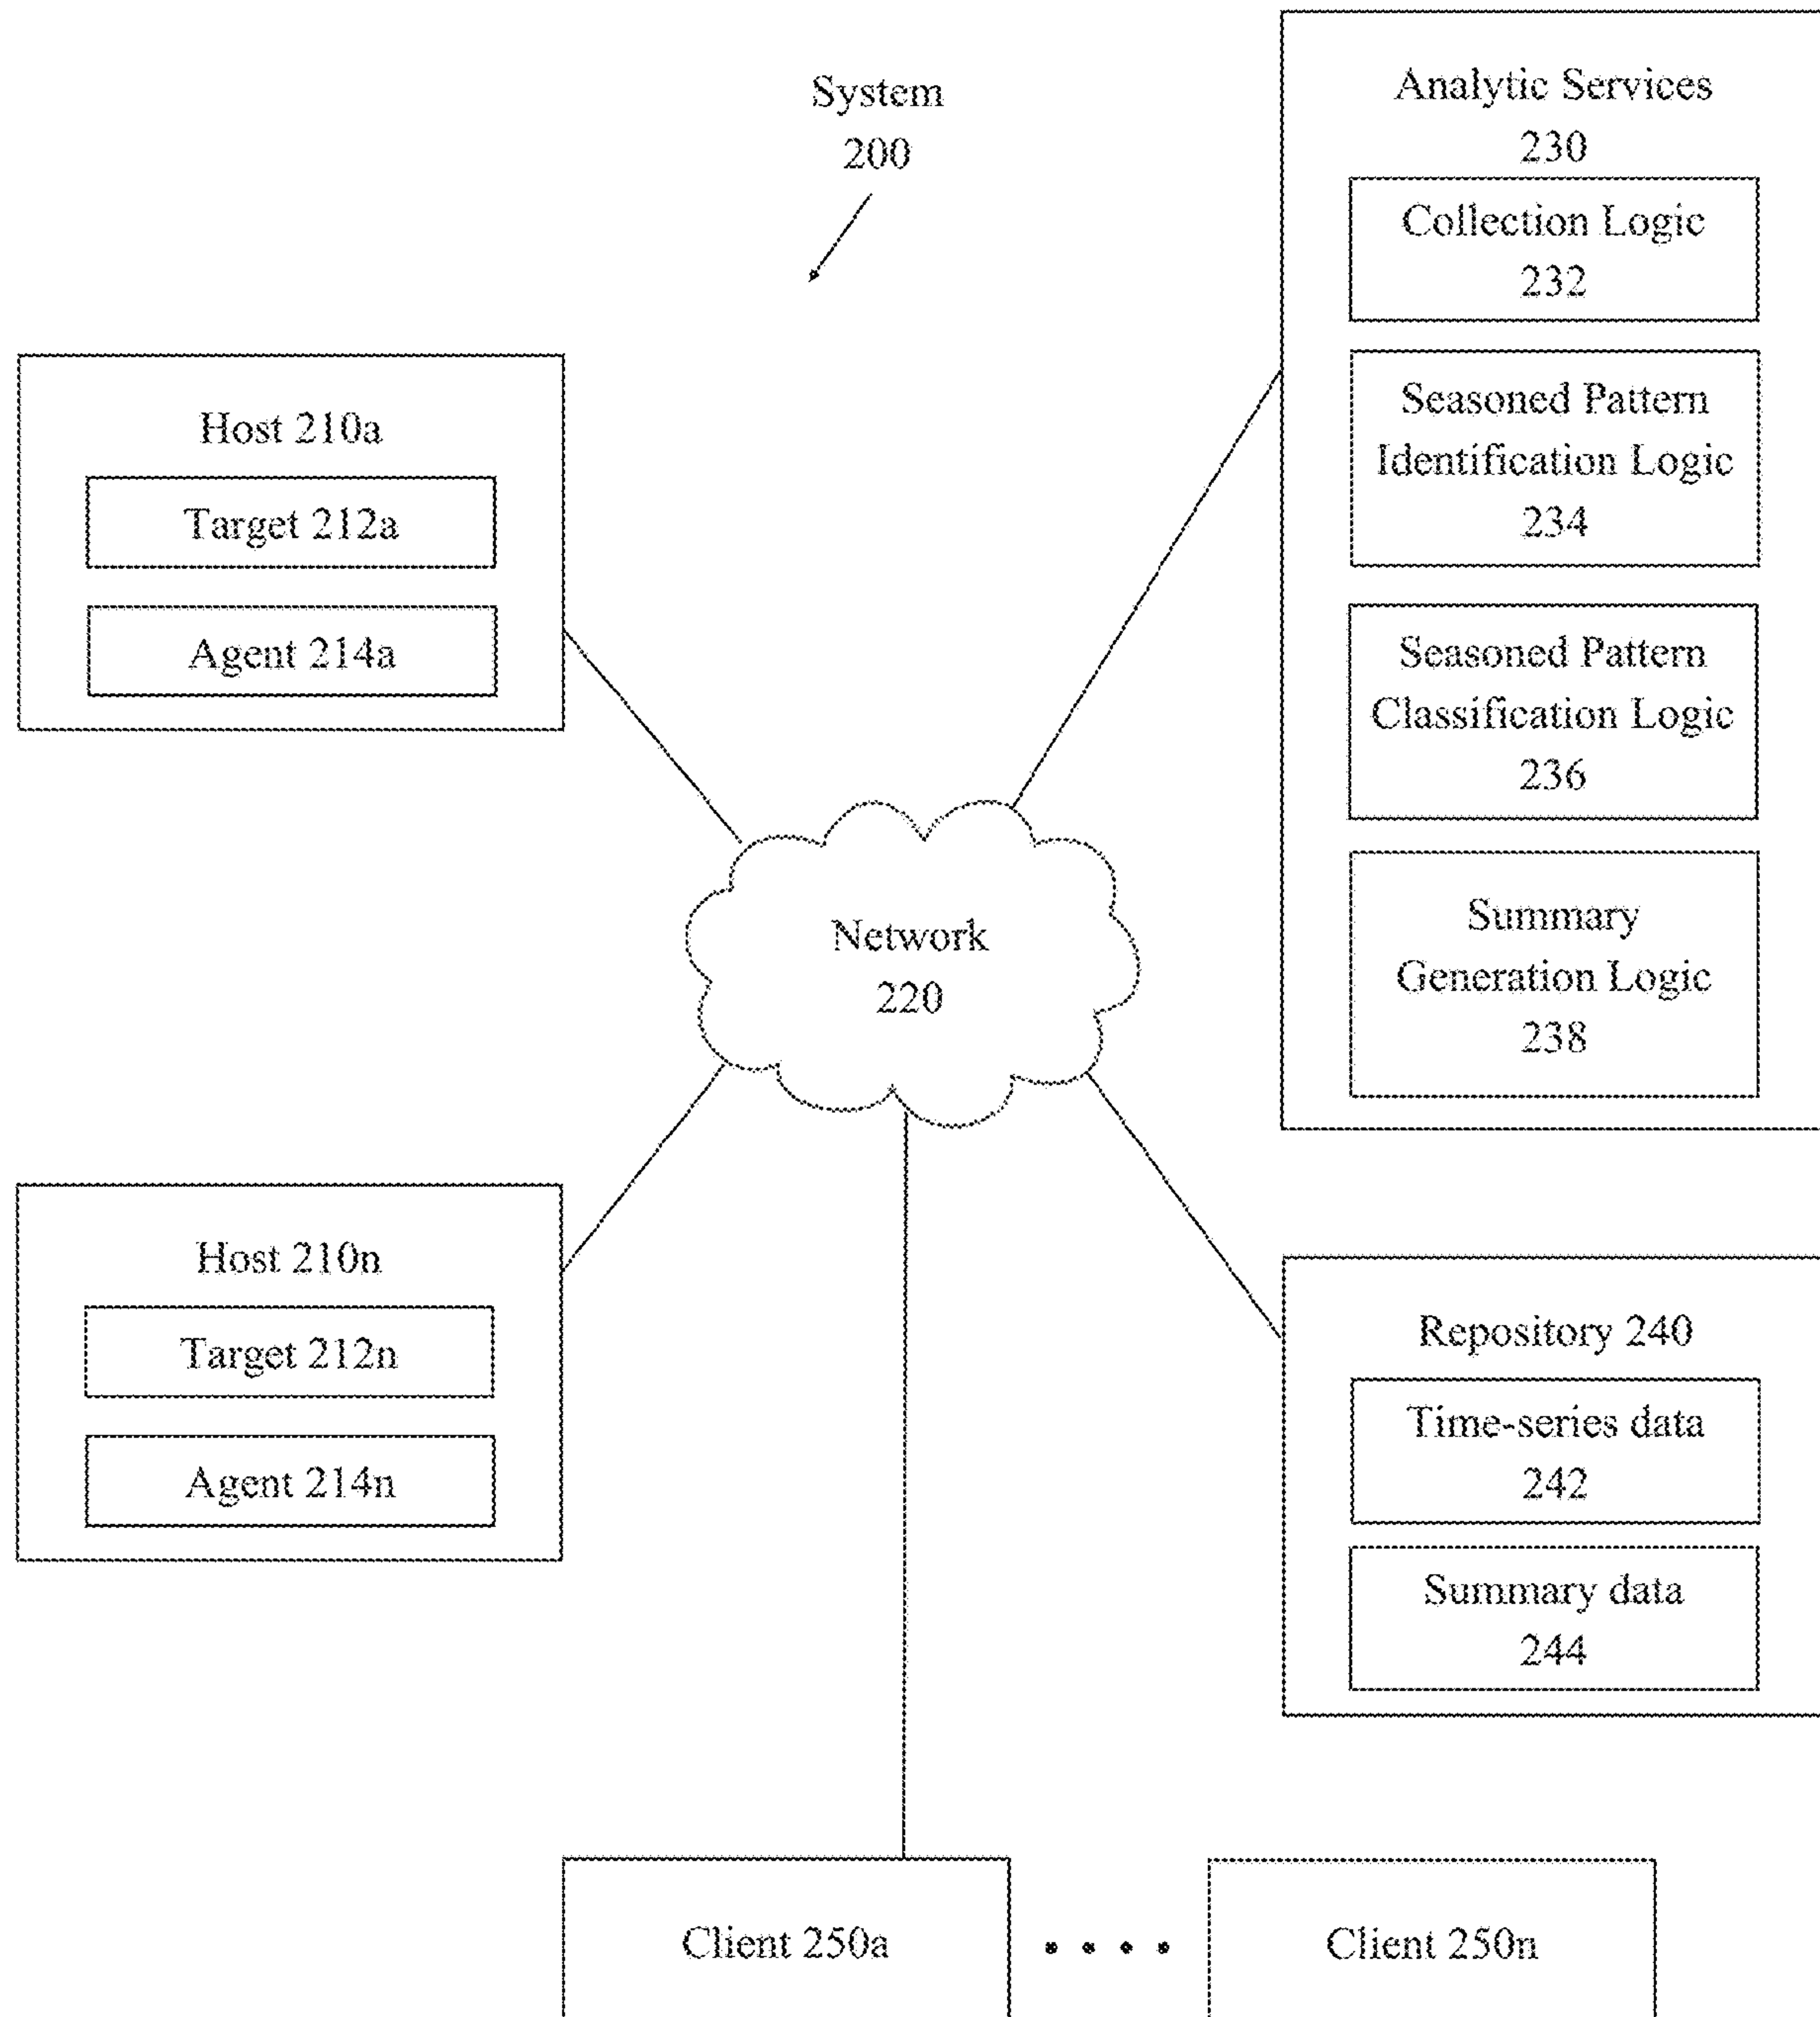 System
200
Analytic Services
230
Collection Logic
232
Seasoned Pattern
Identification Logic
234
Seasoned Pattern
Classification Logic
236
Summary
Generation Logic
238
Host 210a
Target 212a
Agent 214a
Network
220
Host 210n
Target 212n
Agent 214n
Repository 240
Time-series data
242
Summary data
244
Client 250a
Client 250n